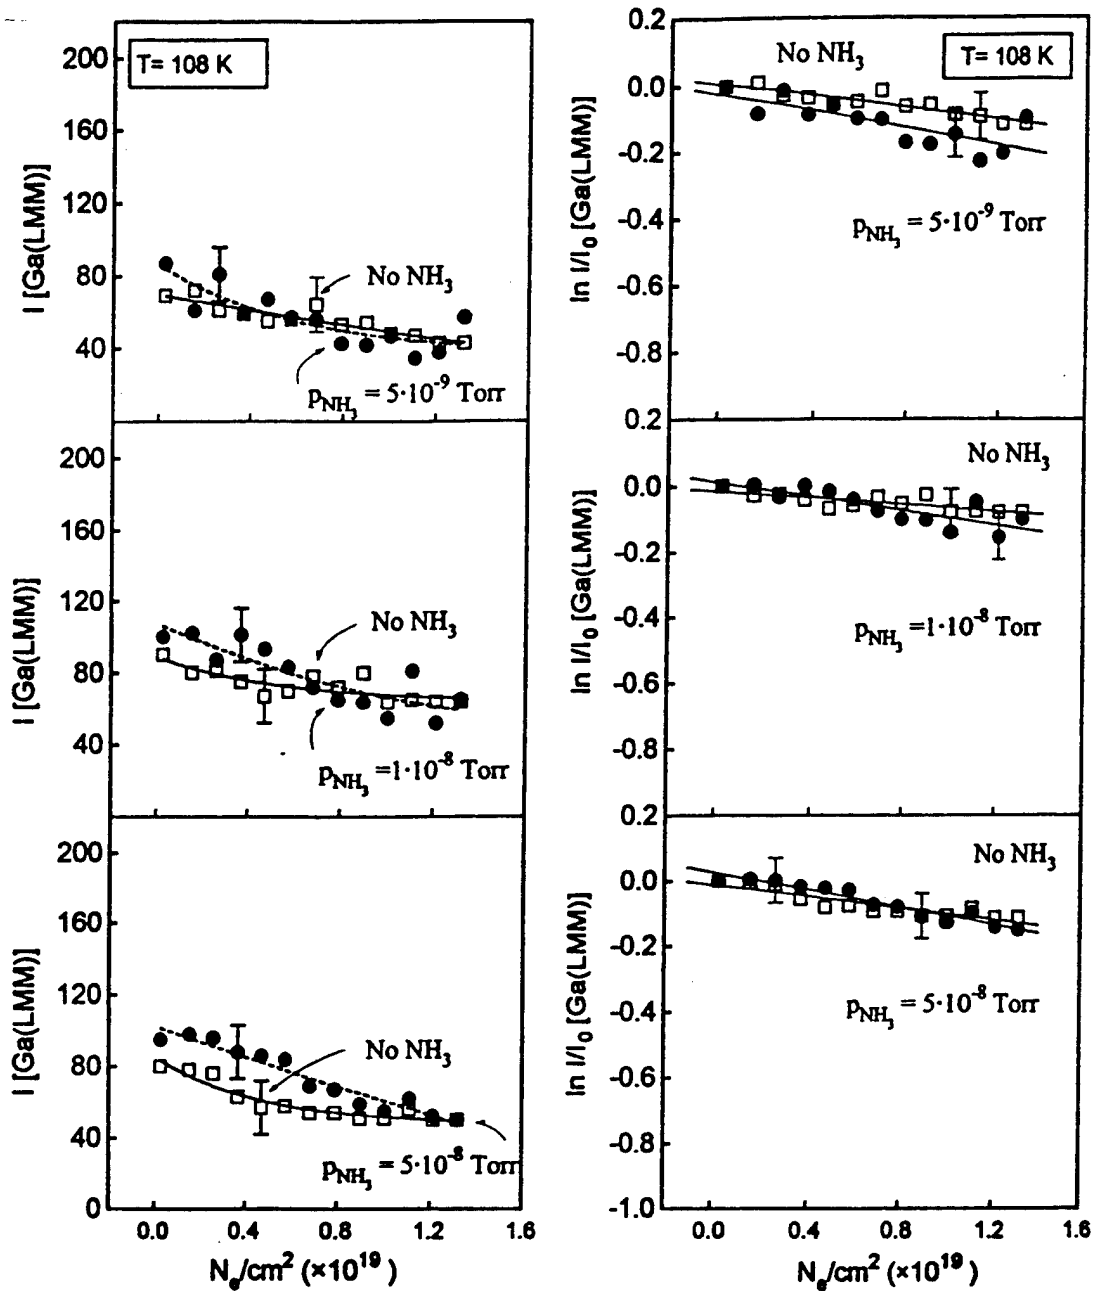 T= 108 K
200
160
120
80
40
I [Ga(LMM)]
No NH3
pNH3 = 5·10-9 Torr
200
160
120
80
40
I [Ga(LMM)]
No NH3
pNH3 =1·10-8 Torr
200
160
120
80
40
0
I [Ga(LMM)]
No NH3
pNH3 = 5·10-8 Torr
0.0 0.4 0.8 1.2 1.6
Ne/cm2 (×1019)
0.2
0.0
-0.2
-0.4
-0.6
-0.8
ln I/I0 [Ga(LMM)]
No NH3
T= 108 K
pNH3 = 5·10-9 Torr
0.2
0.0
-0.2
-0.4
-0.6
-0.8
ln I/I0 [Ga(LMM)]
No NH3
pNH3 =1·10-8 Torr
0.2
0.0
-0.2
-0.4
-0.6
-0.8
-1.0
ln I/I0 [Ga(LMM)]
No NH3
pNH3 = 5·10-8 Torr
0.0 0.4 0.8 1.2 1.6
Ne/cm2 (×1019)